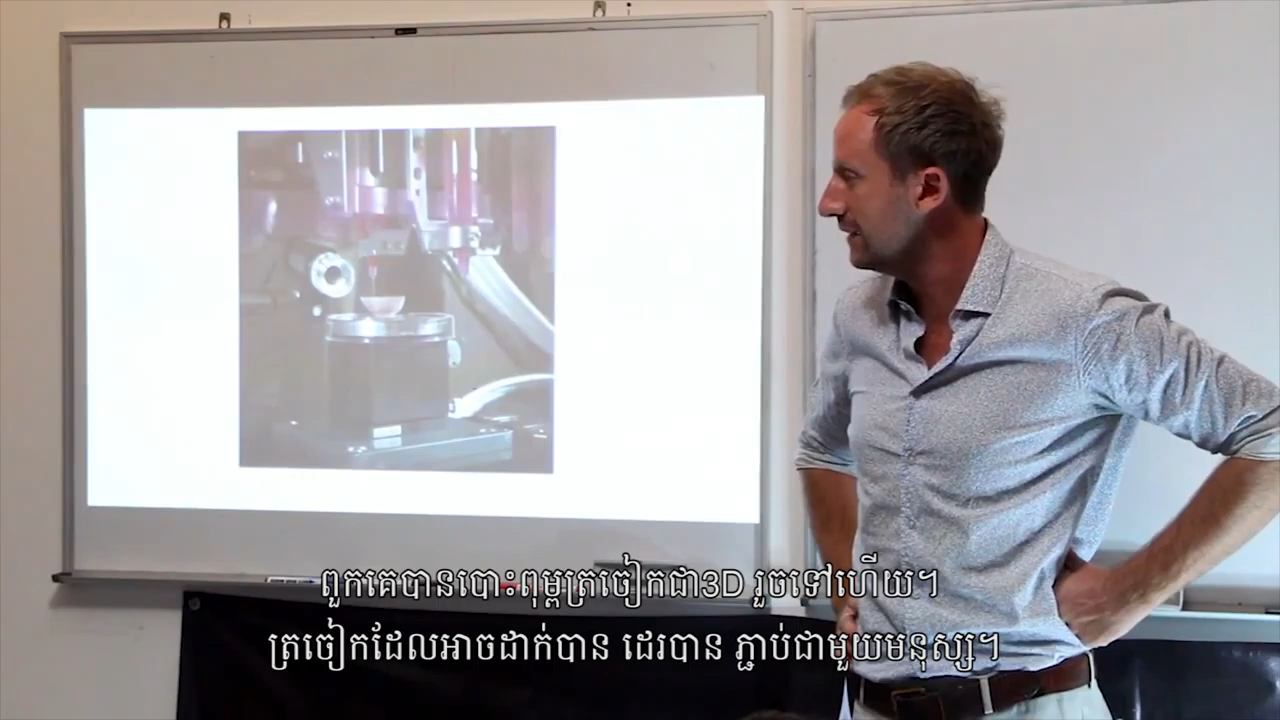 ពួកគេបានបោះពុម្ពត្រចៀកជា3D រួចទៅហើយ។
ត្រចៀកដែលអាចដាក់បាន ដេរបាន ភ្ជាប់ជាមួយមនុស្ស។